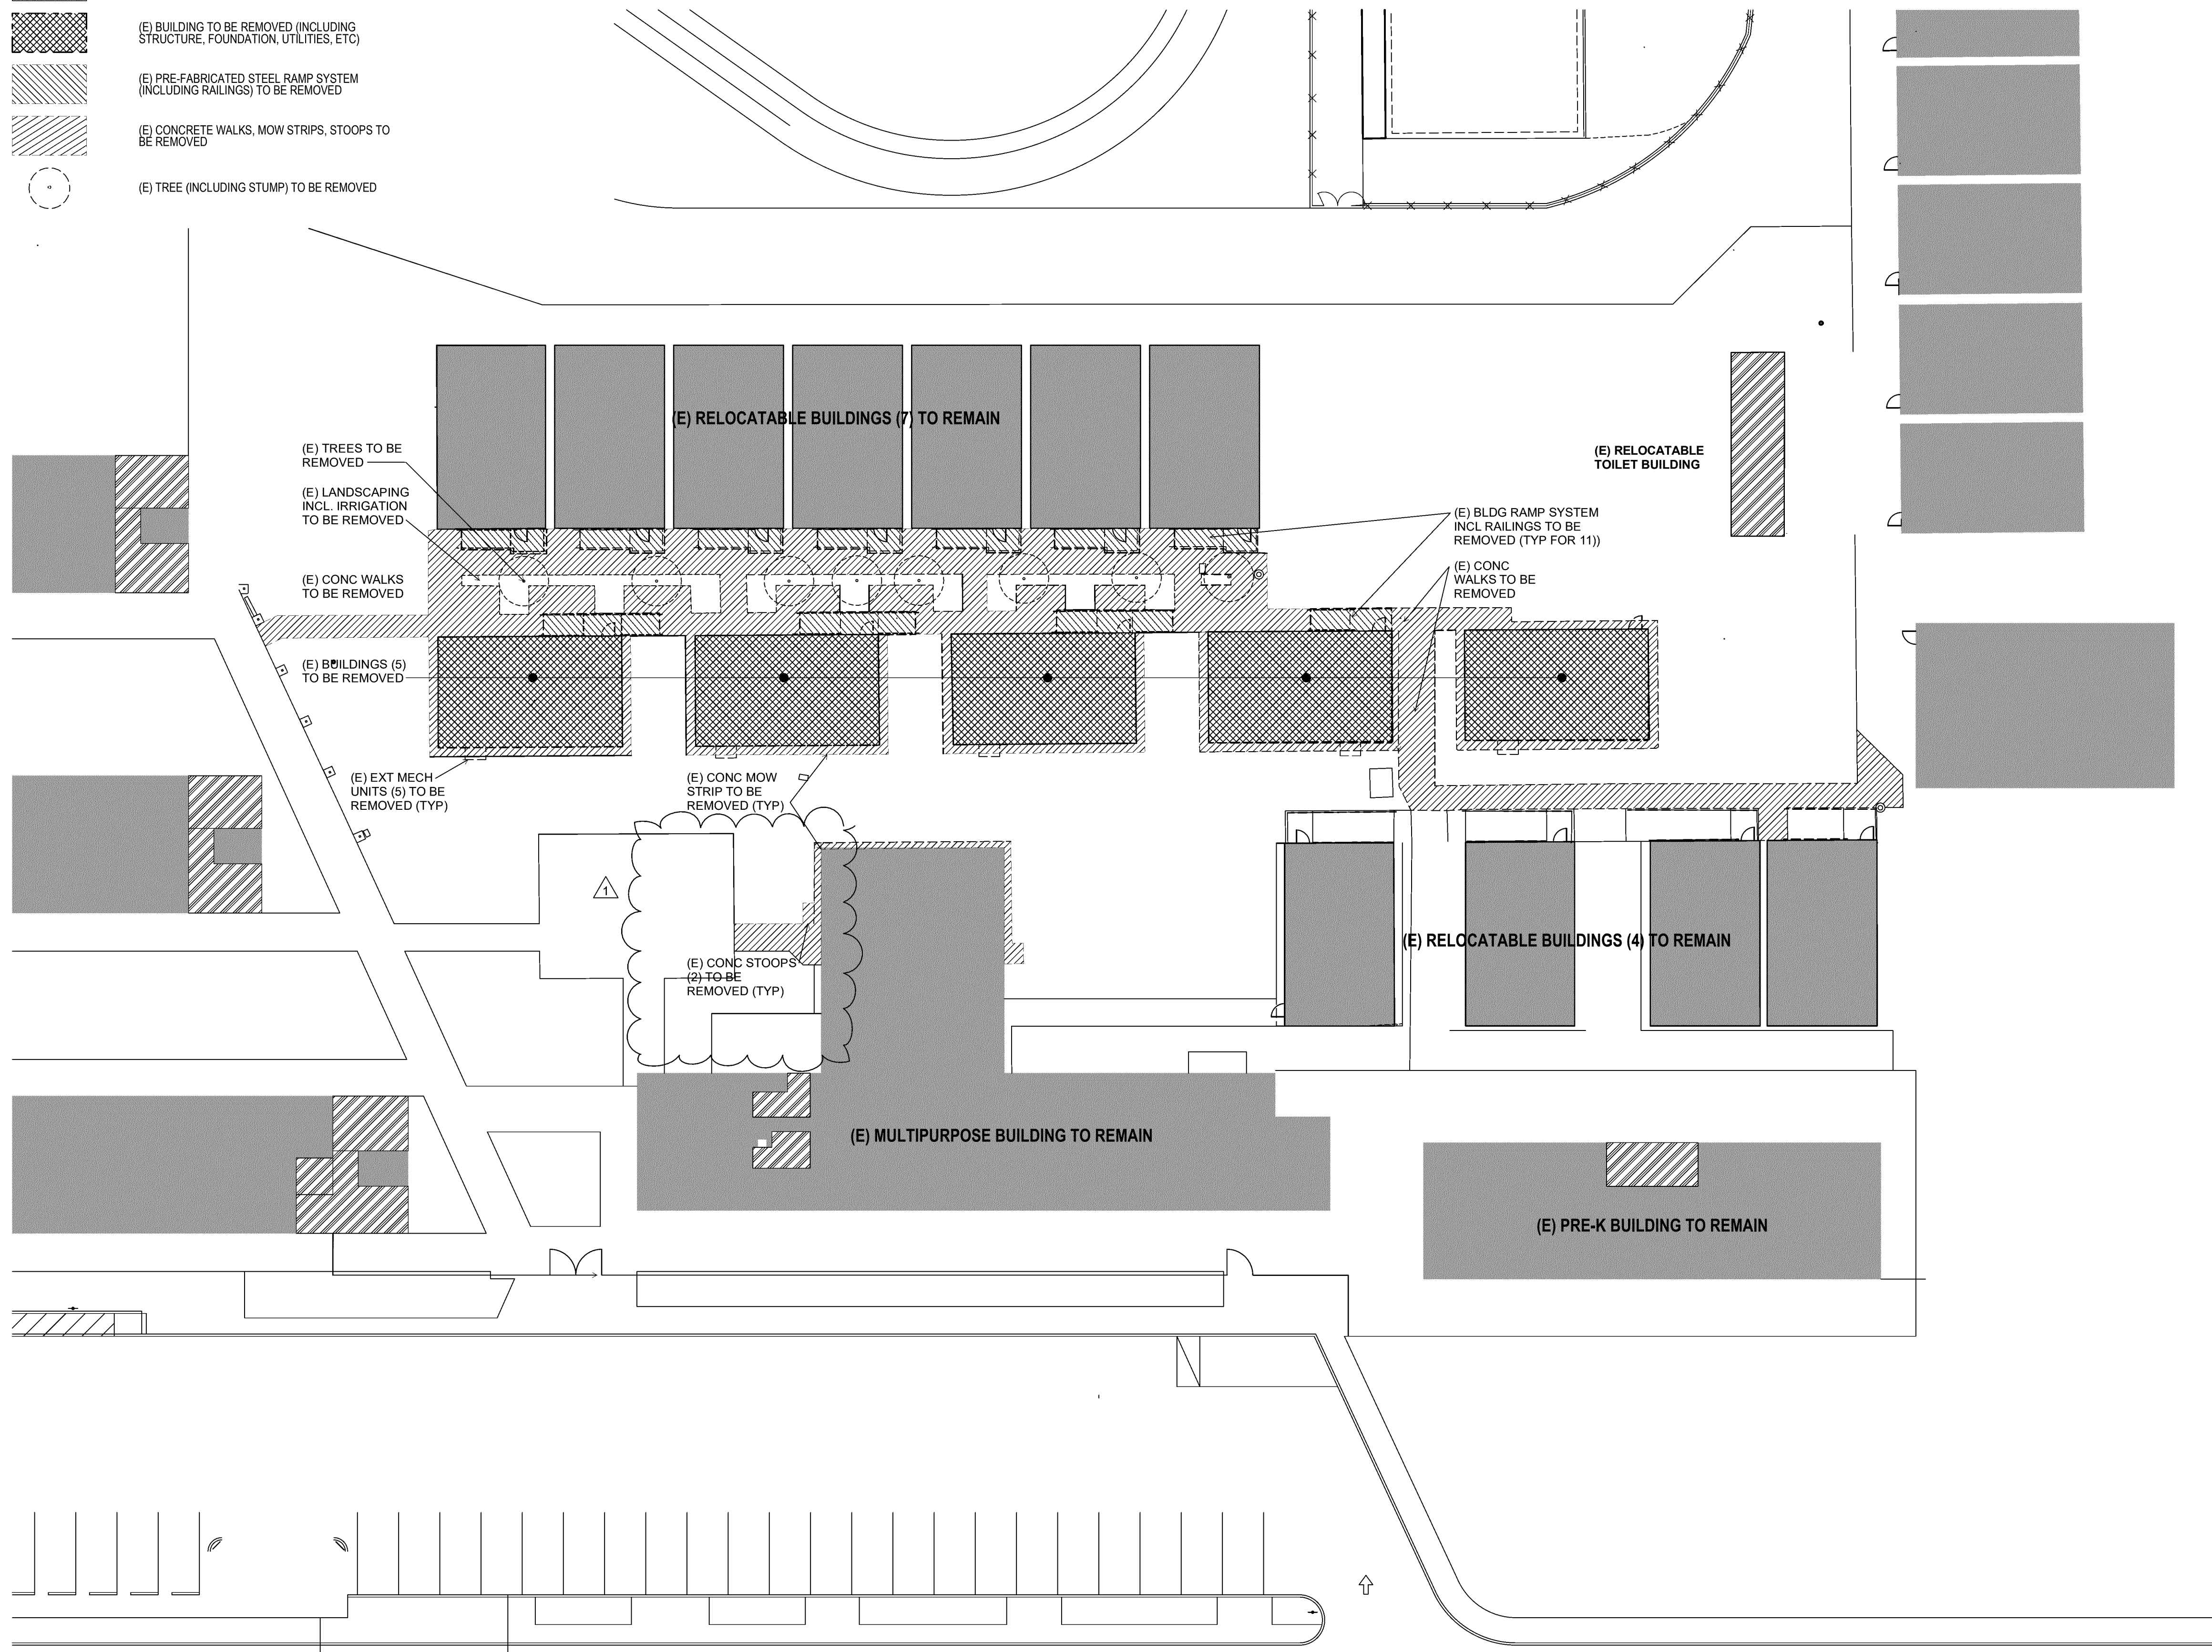 (E) BUILDING TO BE REMOVED (INCLUDING
STRUCTURE, FOUNDATION, UTILITIES, ETC)
(E) PRE-FABRICATED STEEL RAMP SYSTEM
(INCLUDING RAILINGS) TO BE REMOVED
(E) CONCRETE WALKS, MOW STRIPS, STOOPS TO
BE REMOVED
(E) TREE (INCLUDING STUMP) TO BE REMOVED
(E) RELOCATABLE BUILDINGS (7) TO REMAIN
(E) TREES TO BE
REMOVED
(E) LANDSCAPING
INCL. IRRIGATION
TO BE REMOVED
(E) CONC WALKS
TO BE REMOVED
(E) BUILDINGS (5)
TO BE REMOVED
(E) RELOCATABLE
TOILET BUILDING
(E) BLDG RAMP SYSTEM
INCL RAILINGS TO BE
REMOVED (TYP FOR 11))
(E) CONC
WALKS TO BE
REMOVED
(E) EXT MECH
UNITS (5) TO BE
REMOVED (TYP)
(E) CONC MOW
STRIP TO BE
REMOVED (TYP)
1
(E) CONC STOOPS
(2) TO BE
REMOVED (TYP)
(E) RELOCATABLE BUILDINGS (4) TO REMAIN
(E) MULTIPURPOSE BUILDING TO REMAIN
(E) PRE-K BUILDING TO REMAIN